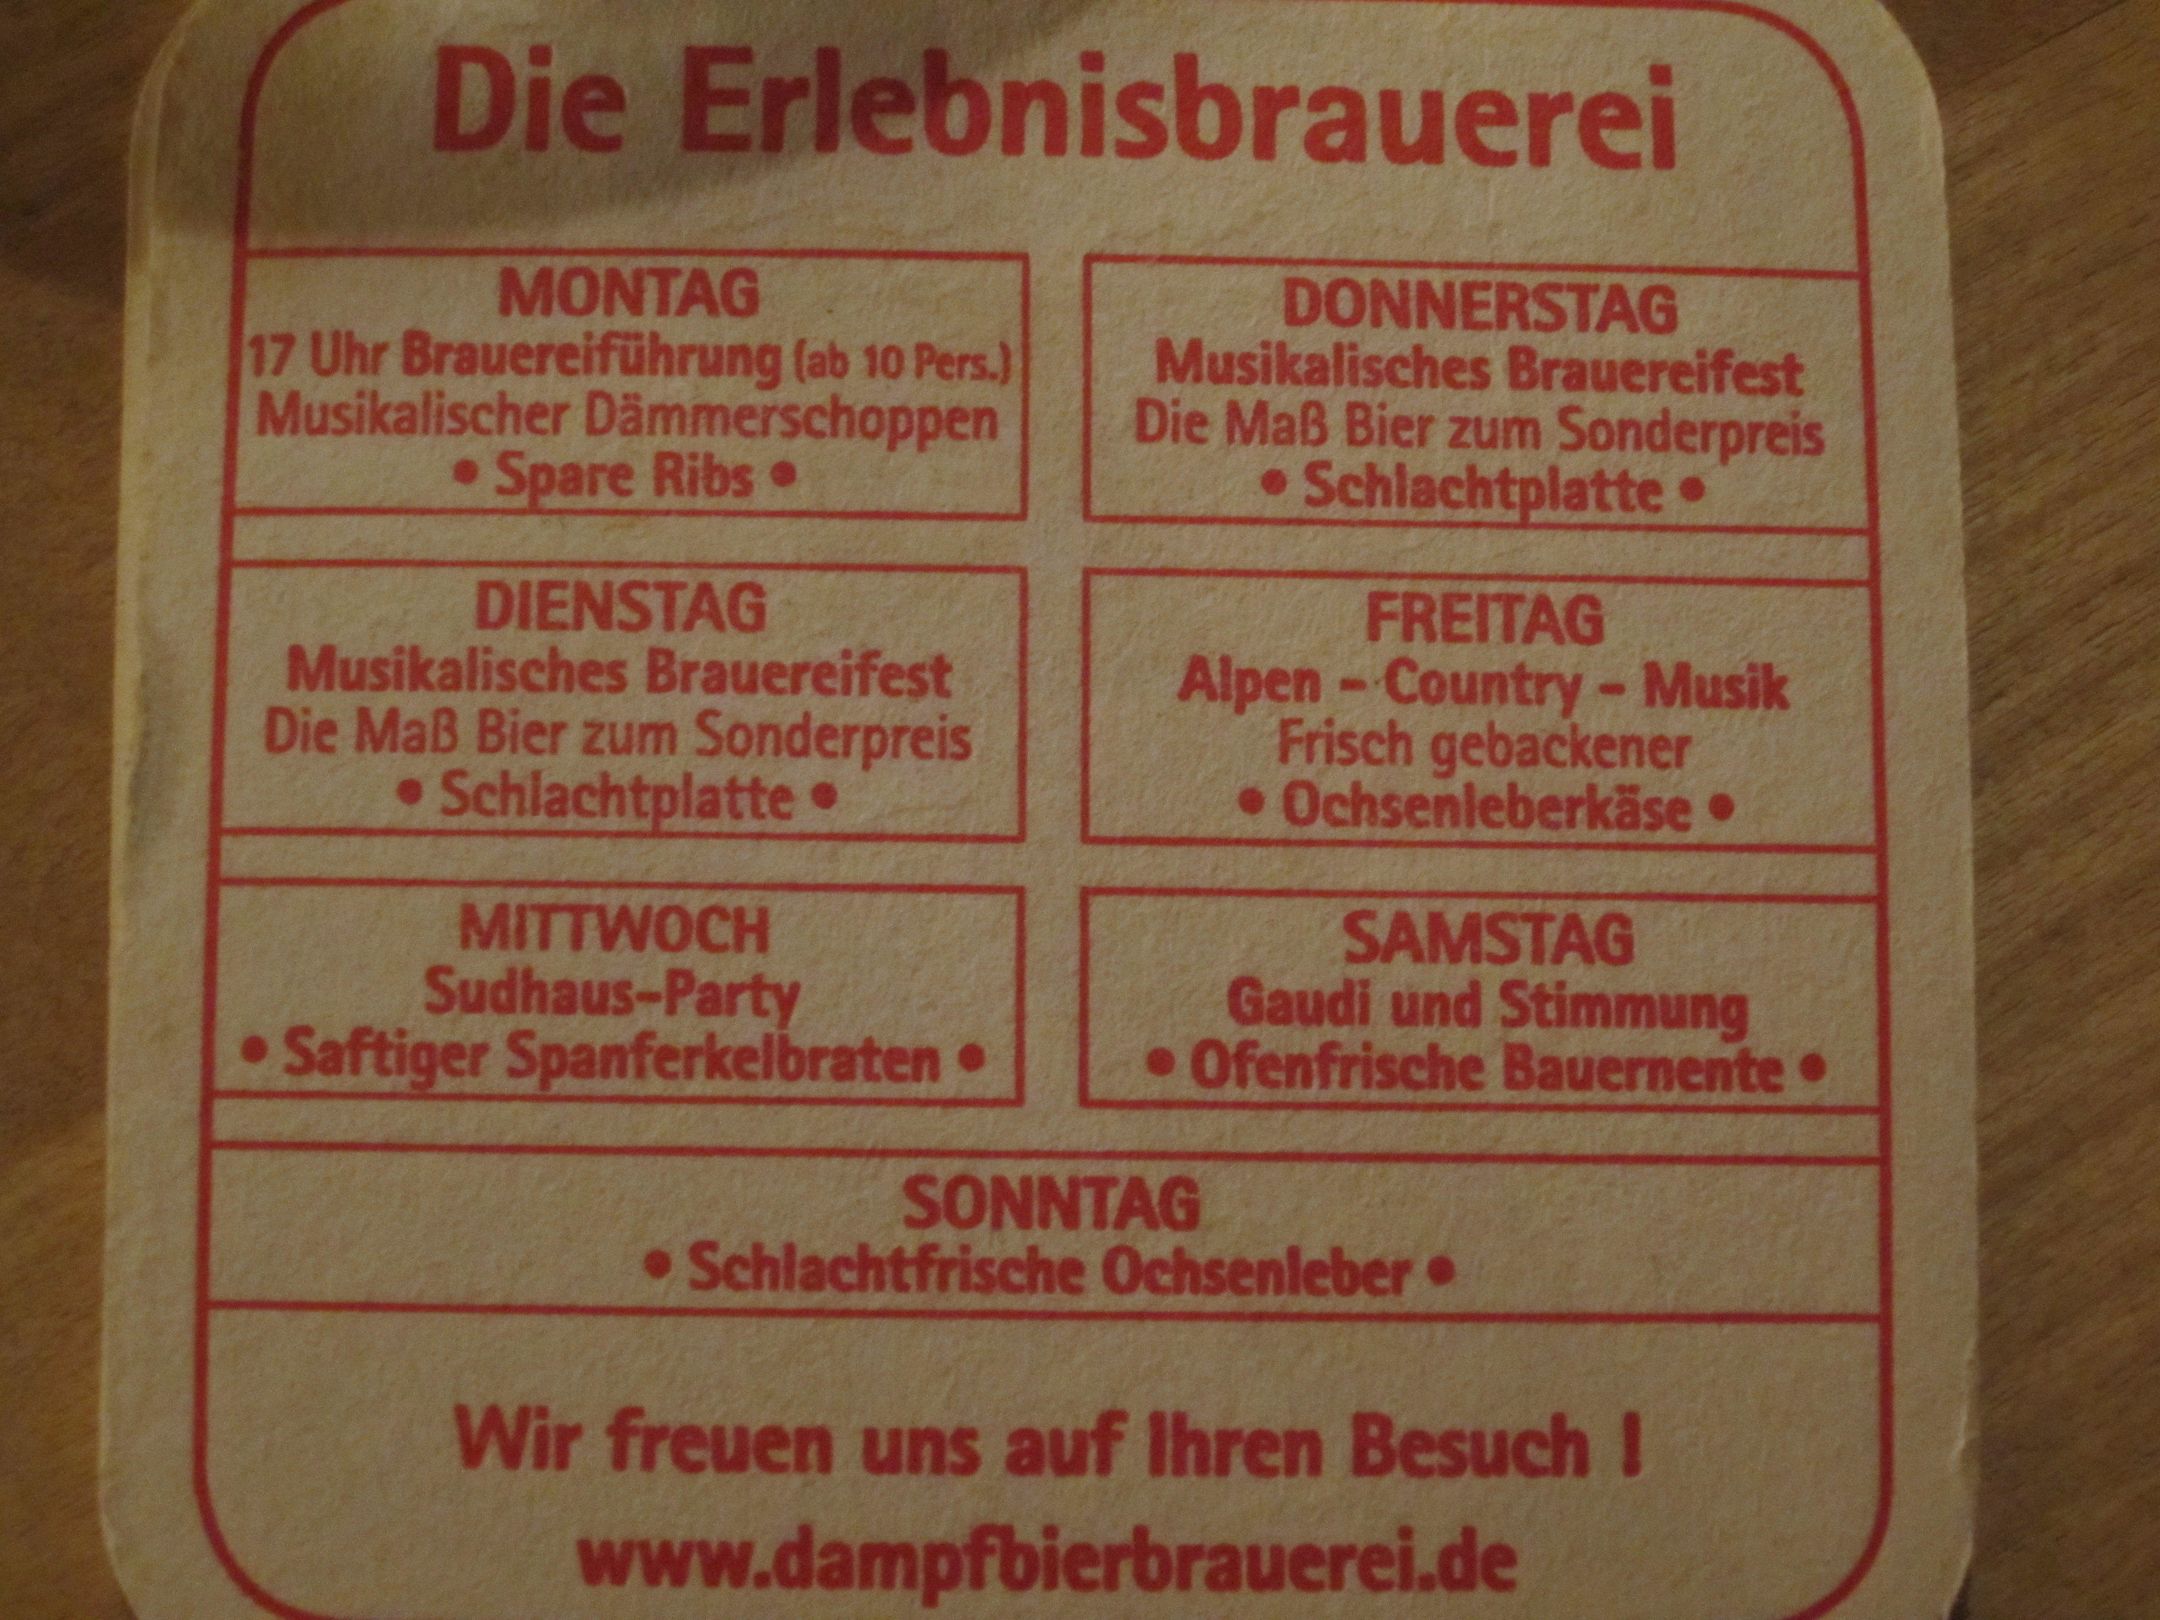 Die Erlebnisbrauerei
MONTAG
17 Uhr Brauereiführung (ab 10 Pers.)
Musikalischer Dämmerschoppen
• Spare Ribs •
DIENSTAG
Musikalisches Brauereifest
Die Maß Bier zum Sonderpreis
• Schlachtplatte •
MITTWOCH
Sudhaus-Party
• Saftiger Spanferkelbraten •
DONNERSTAG
Musikalisches Brauereifest
Die Maß Bier zum Sonderpreis
• Schlachtplatte •
FREITAG
Alpen - Country - Musik
Frisch gebackener
• Ochsenleberkäse •
SAMSTAG
Gaudi und Stimmung
• Ofenfrische Bauernente •
SONNTAG
• Schlachtfrische Ochsenleber •
Wir freuen uns auf Ihren Besuch !
www.dampfbierbrauerei.de